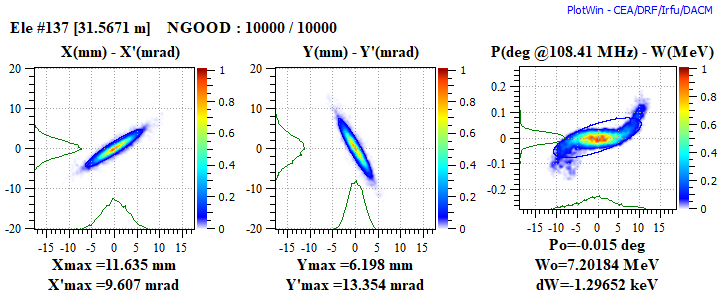 PlotWin - CEA/DRF/Irfu/DACM
Ele #137 [31.5671 m] NGOOD : 10000 / 10000
X(mm) - X'(mrad)
20
10
0
-10
-20
-15 -10 -5 0 5 10 15
1
0.8
0.6
0.4
0.2
0
Xmax =11.635 mm
X'max =9.607 mrad
Y(mm) - Y'(mrad)
20
10
0
-10
-20
-15 -10 -5 0 5 10 15
1
0.8
0.6
0.4
0.2
0
Ymax =6.198 mm
Y'max =13.354 mrad
P(deg @108.41 MHz) - W(MeV)
0.2
0.1
0
-0.1
-0.2
-15 -10 -5 0 5 10 15
1
0.8
0.6
0.4
0.2
0
Po=-0.015 deg
Wo=7.20184 MeV
dW=-1.29652 keV